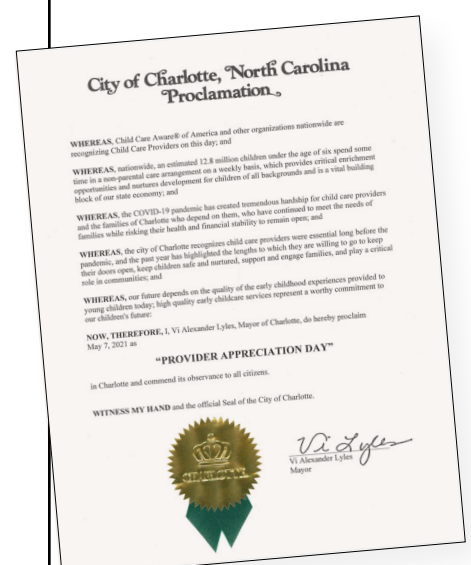 City of Charlotte, North Carolina
Proclamation
WHEREAS, Child Care Aware® of America and other organizations nationwide are
recognizing Child Care Providers on this day; and
WHEREAS, nationwide, an estimated 12.8 million children under the age of six spend some
time in a non-parental care arrangement on a weekly basis, which provides critical enrichment
opportunities and nurtures development for children of all backgrounds and is a vital building
block of our state economy; and
WHEREAS, the COVID-19 pandemic has created tremendous hardship for child care providers
and the families of Charlotte who depend on them, who have continued to meet the needs of
families while risking their health and financial stability to remain open; and
WHEREAS, the city of Charlotte recognizes child care providers were essential long before the
pandemic, and the past year has highlighted the lengths to which they are willing to go to keep
their doors open, keep children safe and nurtured, support and engage families, and play a critical
role in communities; and
WHEREAS, our future depends on the quality of the early childhood experiences provided to
young children today; high quality early childcare services represent a worthy commitment to
our children's future:
NOW, THEREFORE, I, Vi Alexander Lyles, Mayor of Charlotte, do hereby proclaim
May 7, 2021 as
"PROVIDER APPRECIATION DAY"
in Charlotte and commend its observance to all citizens.
WITNESS MY HAND and the official Seal of the City of Charlotte.
CHARLOTTE
Vi Lyles
Vi Alexander Lyles
Mayor